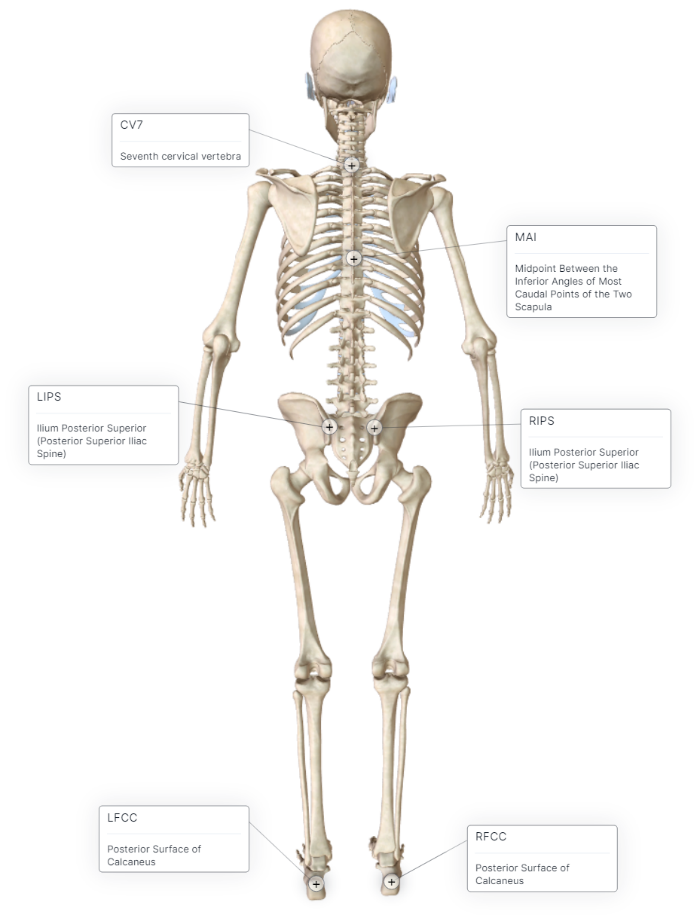 CV7
Seventh cervical vertebra
MAI
Midpoint Between the
Inferior Angles of Most
Caudal Points of the Two
Scapula
LIPS
Ilium Posterior Superior
(Posterior Superior Iliac
Spine)
RIPS
Ilium Posterior Superior
(Posterior Superior Iliac
Spine)
LFCC
Posterior Surface of
Calcaneus
RFCC
Posterior Surface of
Calcaneus